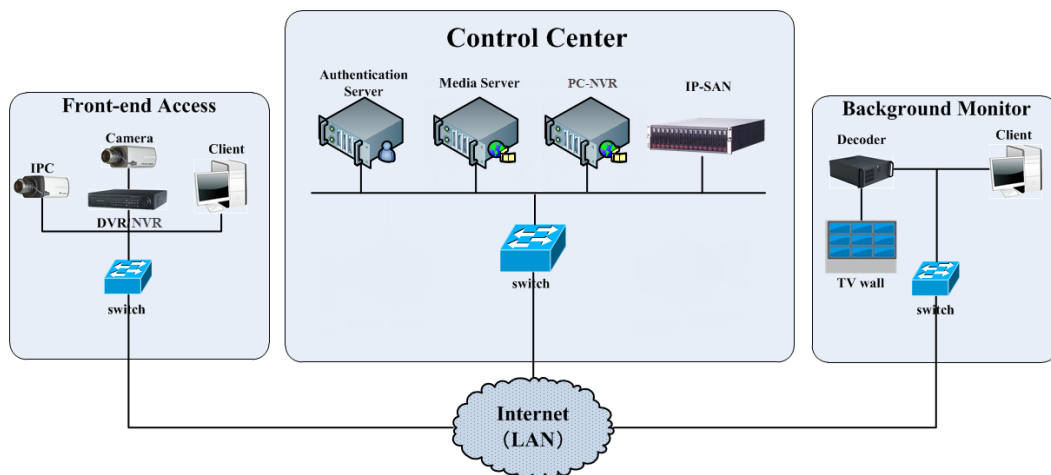 Control Center
Authentication
Server
Media Server
PC-NVR
IP-SAN
switch
Front-end Access
Camera
IPC
Client
DVR/NVR
switch
Background Monitor
Decoder
Client
TV wall
switch
Internet
(LAN)